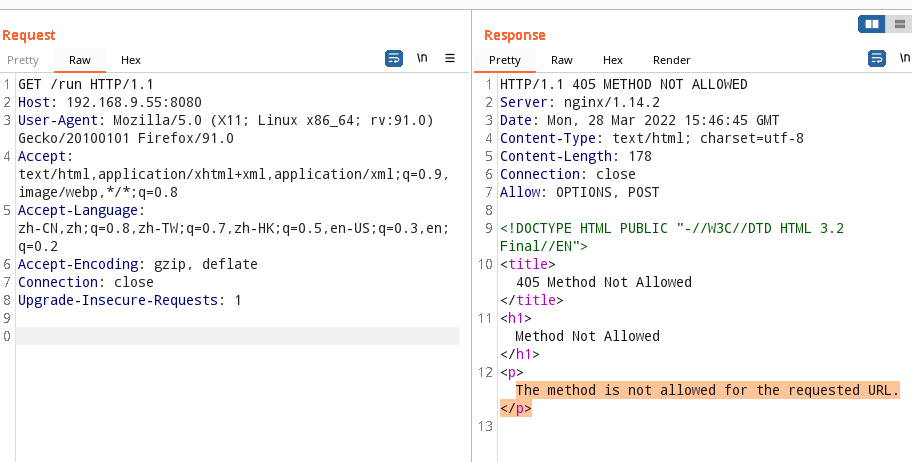 Request
Pretty Raw Hex \n
1 GET /run HTTP/1.1
2 Host: 192.168.9.55:8080
3 User-Agent: Mozilla/5.0 (X11; Linux x86_64; rv:91.0)
Gecko/20100101 Firefox/91.0
4 Accept:
text/html,application/xhtml+xml,application/xml;q=0.9,
image/webp,*/*;q=0.8
5 Accept-Language:
zh-CN,zh;q=0.8,zh-TW;q=0.7,zh-HK;q=0.5,en-US;q=0.3,en;
q=0.2
6 Accept-Encoding: gzip, deflate
7 Connection: close
8 Upgrade-Insecure-Requests: 1
9
0
Response
Pretty Raw Hex Render \n
1 HTTP/1.1 405 METHOD NOT ALLOWED
2 Server: nginx/1.14.2
3 Date: Mon, 28 Mar 2022 15:46:45 GMT
4 Content-Type: text/html; charset=utf-8
5 Content-Length: 178
6 Connection: close
7 Allow: OPTIONS, POST
8
9 <!DOCTYPE HTML PUBLIC "-//W3C//DTD HTML 3.2
Final//EN">
10 <title>
405 Method Not Allowed
</title>
11 <h1>
Method Not Allowed
</h1>
12 <p>
The method is not allowed for the requested URL.
</p>
13